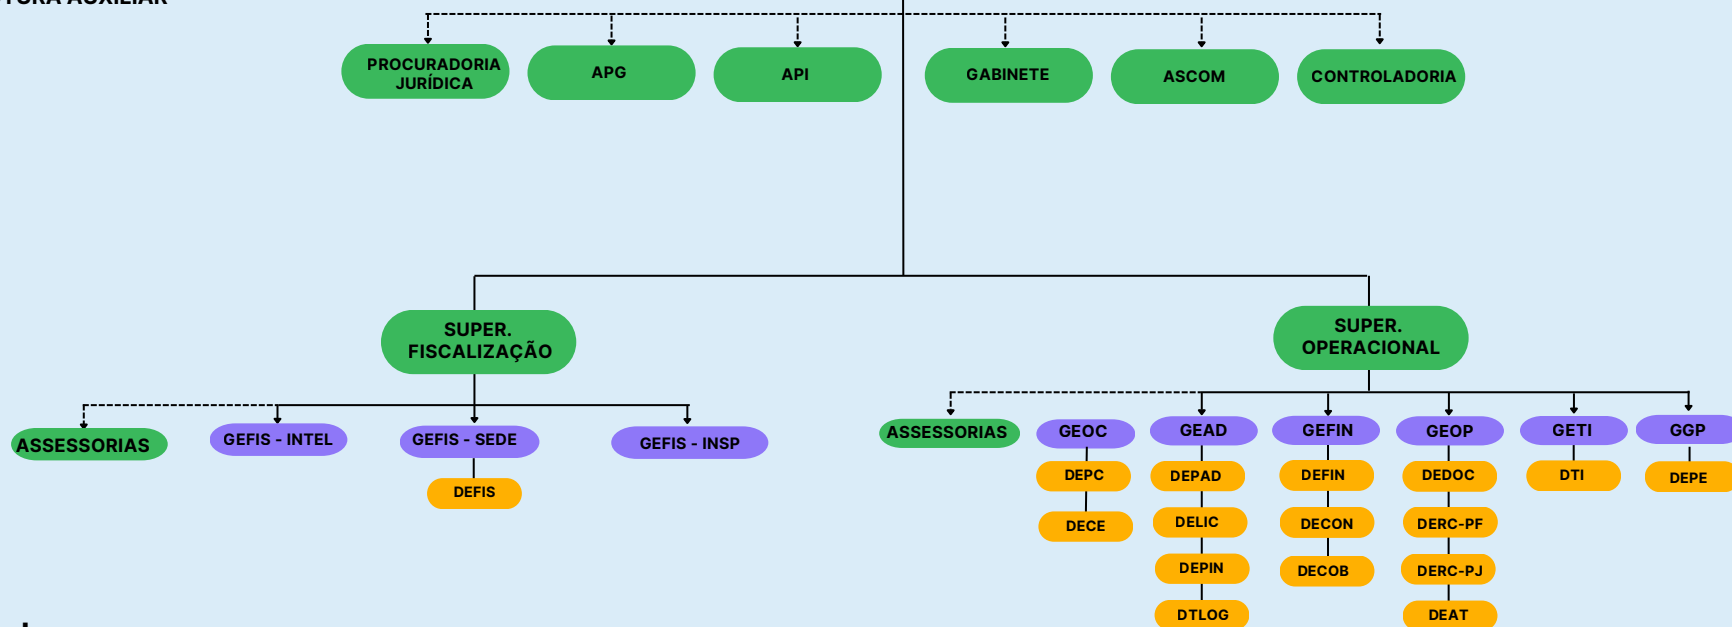 AUXILIAR
PROCURADORIA
JURÍDICA
APG
API
GABINETE
ASCOM
CONTROLADORIA
SUPER.
FISCALIZAÇÃO
SUPER.
OPERACIONAL
ASSESSORIAS
GEFIS - INTEL
GEFIS - SEDE
GEFIS - INSP
DEFIS
ASSESSORIAS
GEOC
GEAD
GEFIN
GEOP
GETI
GGP
DEPC
DEPAD
DEFIN
DEDOC
DTI
DEPE
DECE
DELIC
DECON
DERC-PF
DEPIN
DECOB
DERC-PJ
DTLOG
DEAT